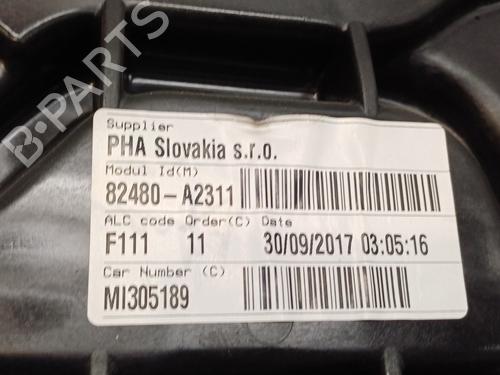 B-PARTS
Supplier
PHA Slovakia s.r.o.
Modul Id(M)
82480-A2311
ALC code Order(C) Date
F111 11 30/09/2017 03:05:16
Car Number (C)
MI305189